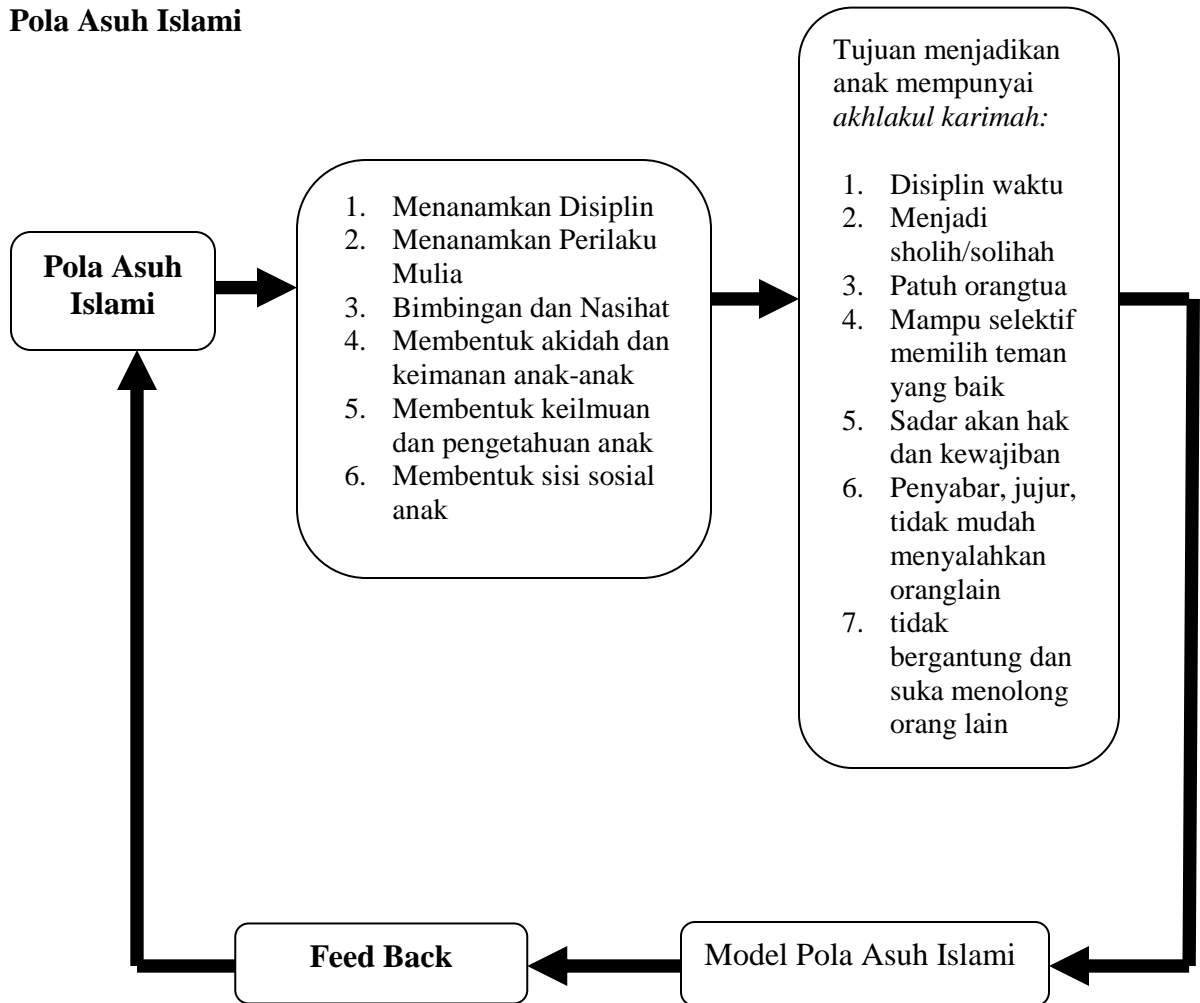 Pola Asuh Islami
Pola Asuh
Islami
1. Menanamkan Disiplin
2. Menanamkan Perilaku
Mulia
3. Bimbingan dan Nasihat
4. Membentuk akidah dan
keimanan anak-anak
5. Membentuk keilmuan
dan pengetahuan anak
6. Membentuk sisi sosial
anak
Tujuan menjadikan
anak mempunyai
akhlakul karimah:
1. Disiplin waktu
2. Menjadi
sholih/solihah
3. Patuh orangtua
4. Mampu selektif
memilih teman
yang baik
5. Sadar akan hak
dan kewajiban
6. Penyabar, jujur,
tidak mudah
menyalahkan
oranglain
7. tidak
bergantung dan
suka menolong
orang lain
Model Pola Asuh Islami
Feed Back